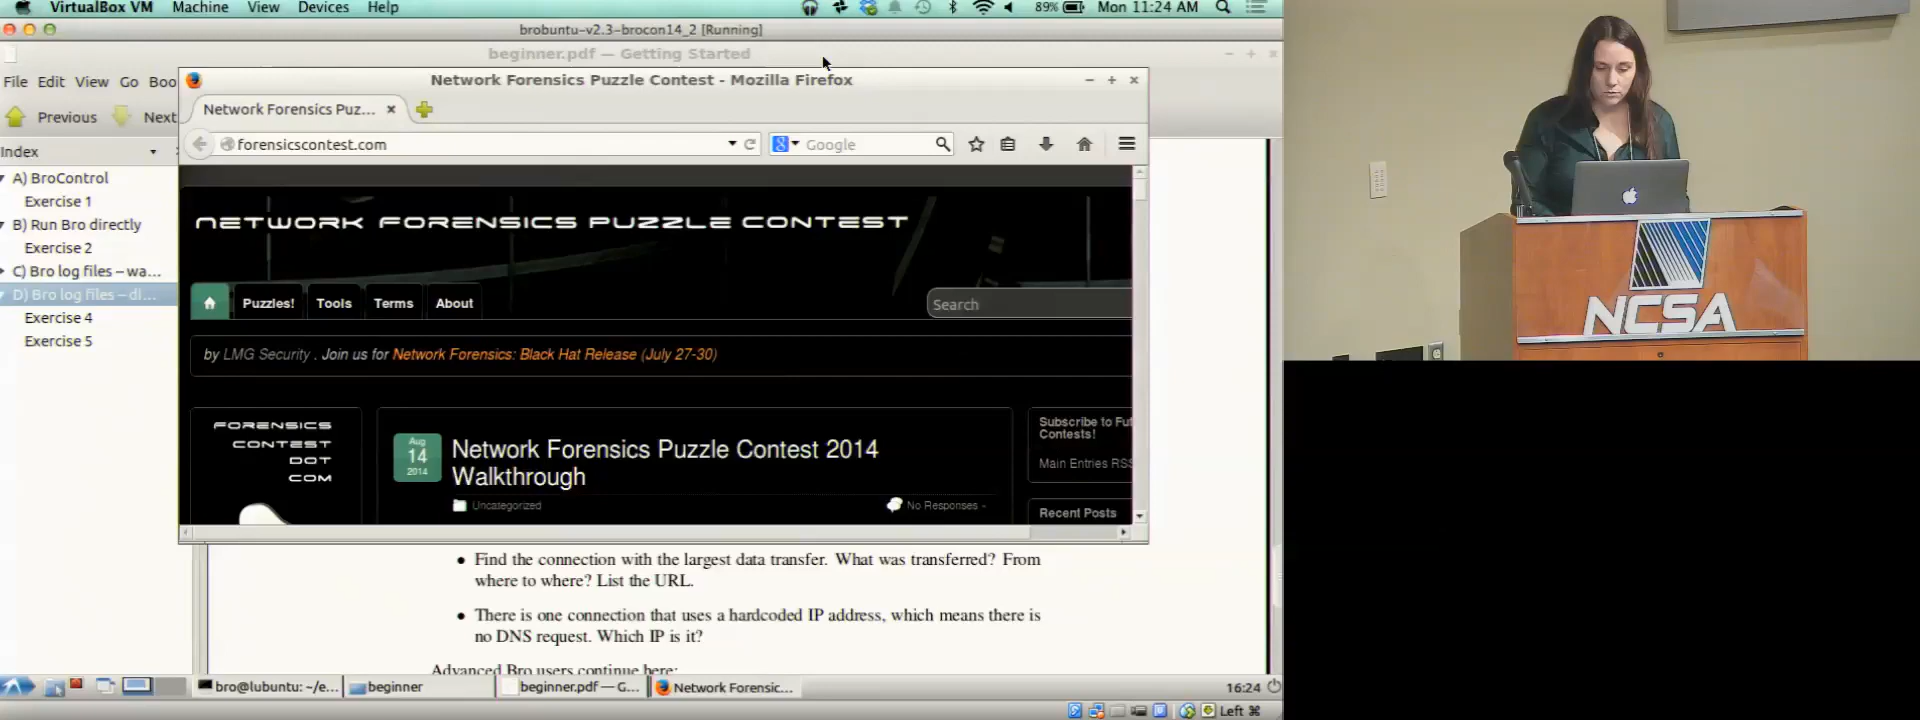 VirtualBox VM Machine View Devices Help 89% Mon 11:24 AM
brobuntu-v2.3-brocon14_2 [Running]
beginner.pdf — Getting Started
File Edit View Go Boo
Network Forensics Puzzle Contest - Mozilla Firefox
Previous Next
Network Forensics Puz...
forensicscontest.com
Google
Index
A) BroControl
Exercise 1
B) Run Bro directly
Exercise 2
C) Bro log files – wa...
D) Bro log files – di...
Exercise 4
Exercise 5
NETWORK FORENSICS PUZZLE CONTEST
Puzzles! Tools Terms About
Search
by LMG Security . Join us for Network Forensics: Black Hat Release (July 27-30)
FORENSICS
CONTEST
DOT
COM
Aug
14
2014
Network Forensics Puzzle Contest 2014
Walkthrough
Uncategorized
No Responses -
Subscribe to Fut
Contests!
Main Entries RSS
Recent Posts
• Find the connection with the largest data transfer. What was transferred? From
where to where? List the URL.
• There is one connection that uses a hardcoded IP address, which means there is
no DNS request. Which IP is it?
Advanced Bro users continue here:
bro@lubuntu: ~/e... beginner beginner.pdf — G... Network Forensic... 16:24
Left ⌘
NCSA